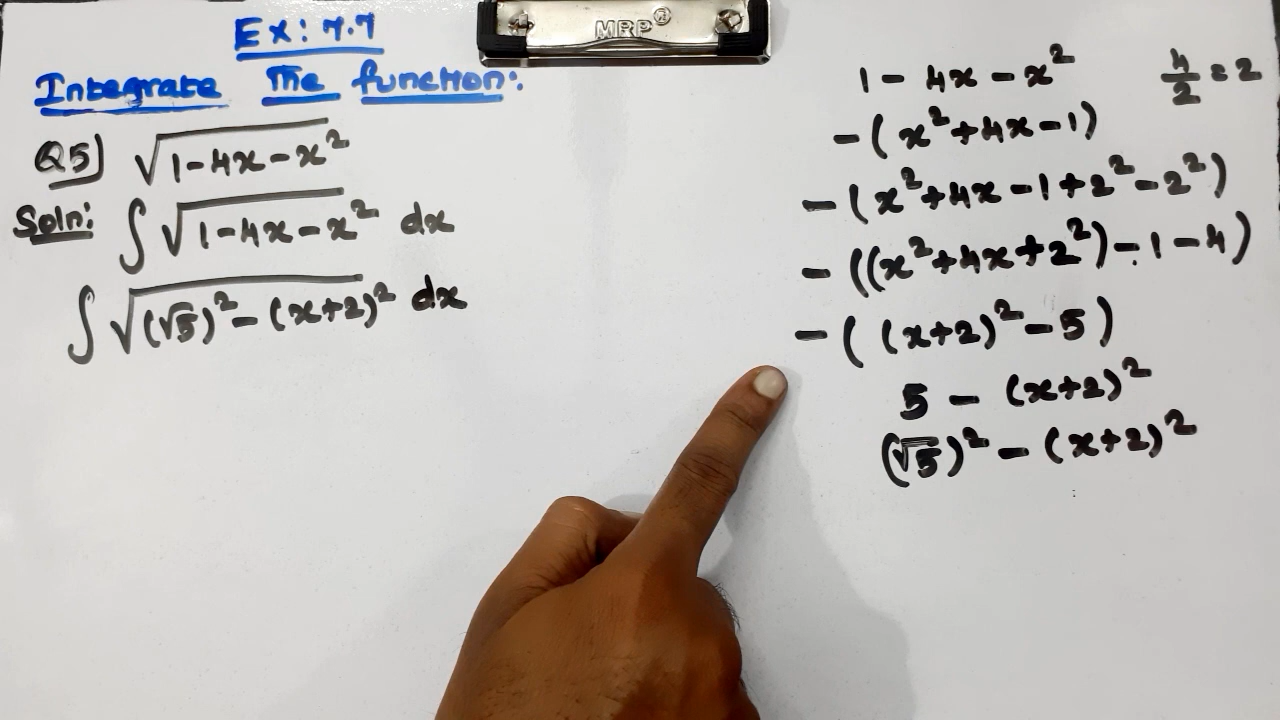 MRP®
Ex: 7.7
Integrate The function:
Q5) √(1-4x-x²)
Soln: ∫ √(1-4x-x²) dx
∫ √((√5)² - (x+2)²) dx
1 - 4x - x²
4/2 = 2
-(x²+4x-1)
-(x²+4x-1+2²-2²)
-((x²+4x+2²)-1-4)
-((x+2)²-5)
5 - (x+2)²
(√5)² - (x+2)²